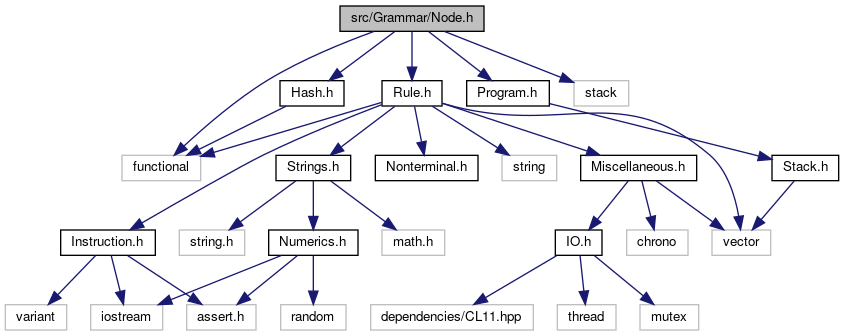 src/Grammar/Node.h
Hash.h
Rule.h
Program.h
stack
functional
Strings.h
Nonterminal.h
string
Miscellaneous.h
Stack.h
Instruction.h
string.h
Numerics.h
math.h
IO.h
chrono
vector
variant
iostream
assert.h
random
dependencies/CL11.hpp
thread
mutex